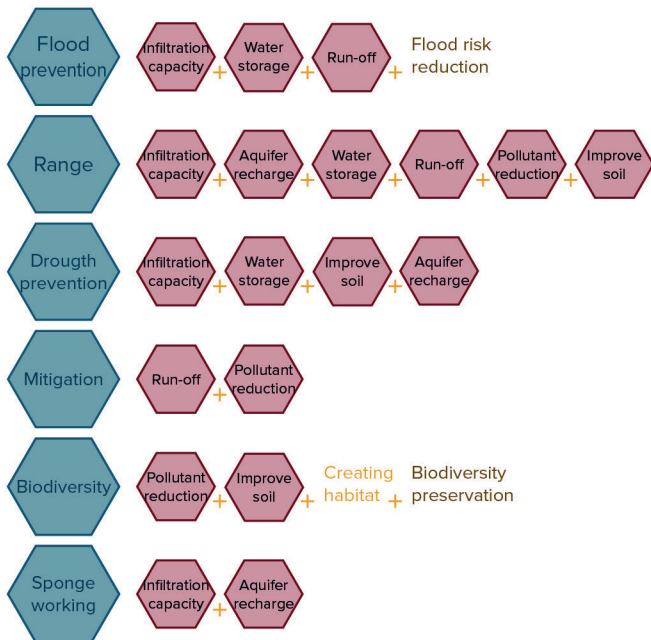 Flood
prevention
Infiltration
capacity
+
Water
storage
+
Run-off
+
Flood risk
reduction
Range
Infiltration
capacity
+
Aquifer
recharge
+
Water
storage
+
Run-off
+
Pollutant
reduction
+
Improve
soil
Drougth
prevention
Infiltration
capacity
+
Water
storage
+
Improve
soil
+
Aquifer
recharge
Mitigation
Run-off
+
Pollutant
reduction
Biodiversity
Pollutant
reduction
+
Improve
soil
+
Creating
habitat
+
Biodiversity
preservation
Sponge
working
Infiltration
capacity
+
Aquifer
recharge